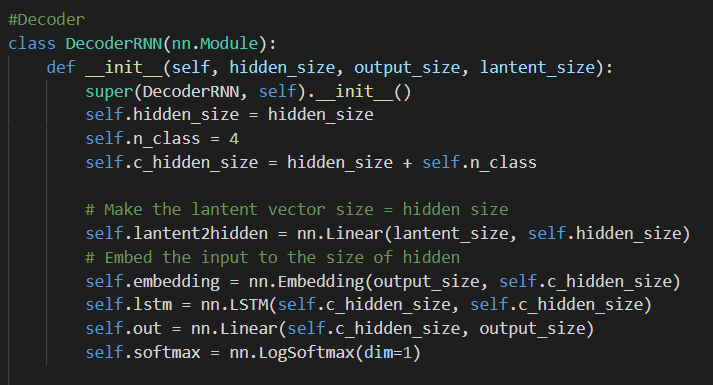 #Decoder
class DecoderRNN(nn.Module):
    def __init__(self, hidden_size, output_size, lantent_size):
        super(DecoderRNN, self).__init__()
        self.hidden_size = hidden_size
        self.n_class = 4
        self.c_hidden_size = hidden_size + self.n_class

        # Make the lantent vector size = hidden size
        self.lantent2hidden = nn.Linear(lantent_size, self.hidden_size)
        # Embed the input to the size of hidden
        self.embedding = nn.Embedding(output_size, self.c_hidden_size)
        self.lstm = nn.LSTM(self.c_hidden_size, self.c_hidden_size)
        self.out = nn.Linear(self.c_hidden_size, output_size)
        self.softmax = nn.LogSoftmax(dim=1)